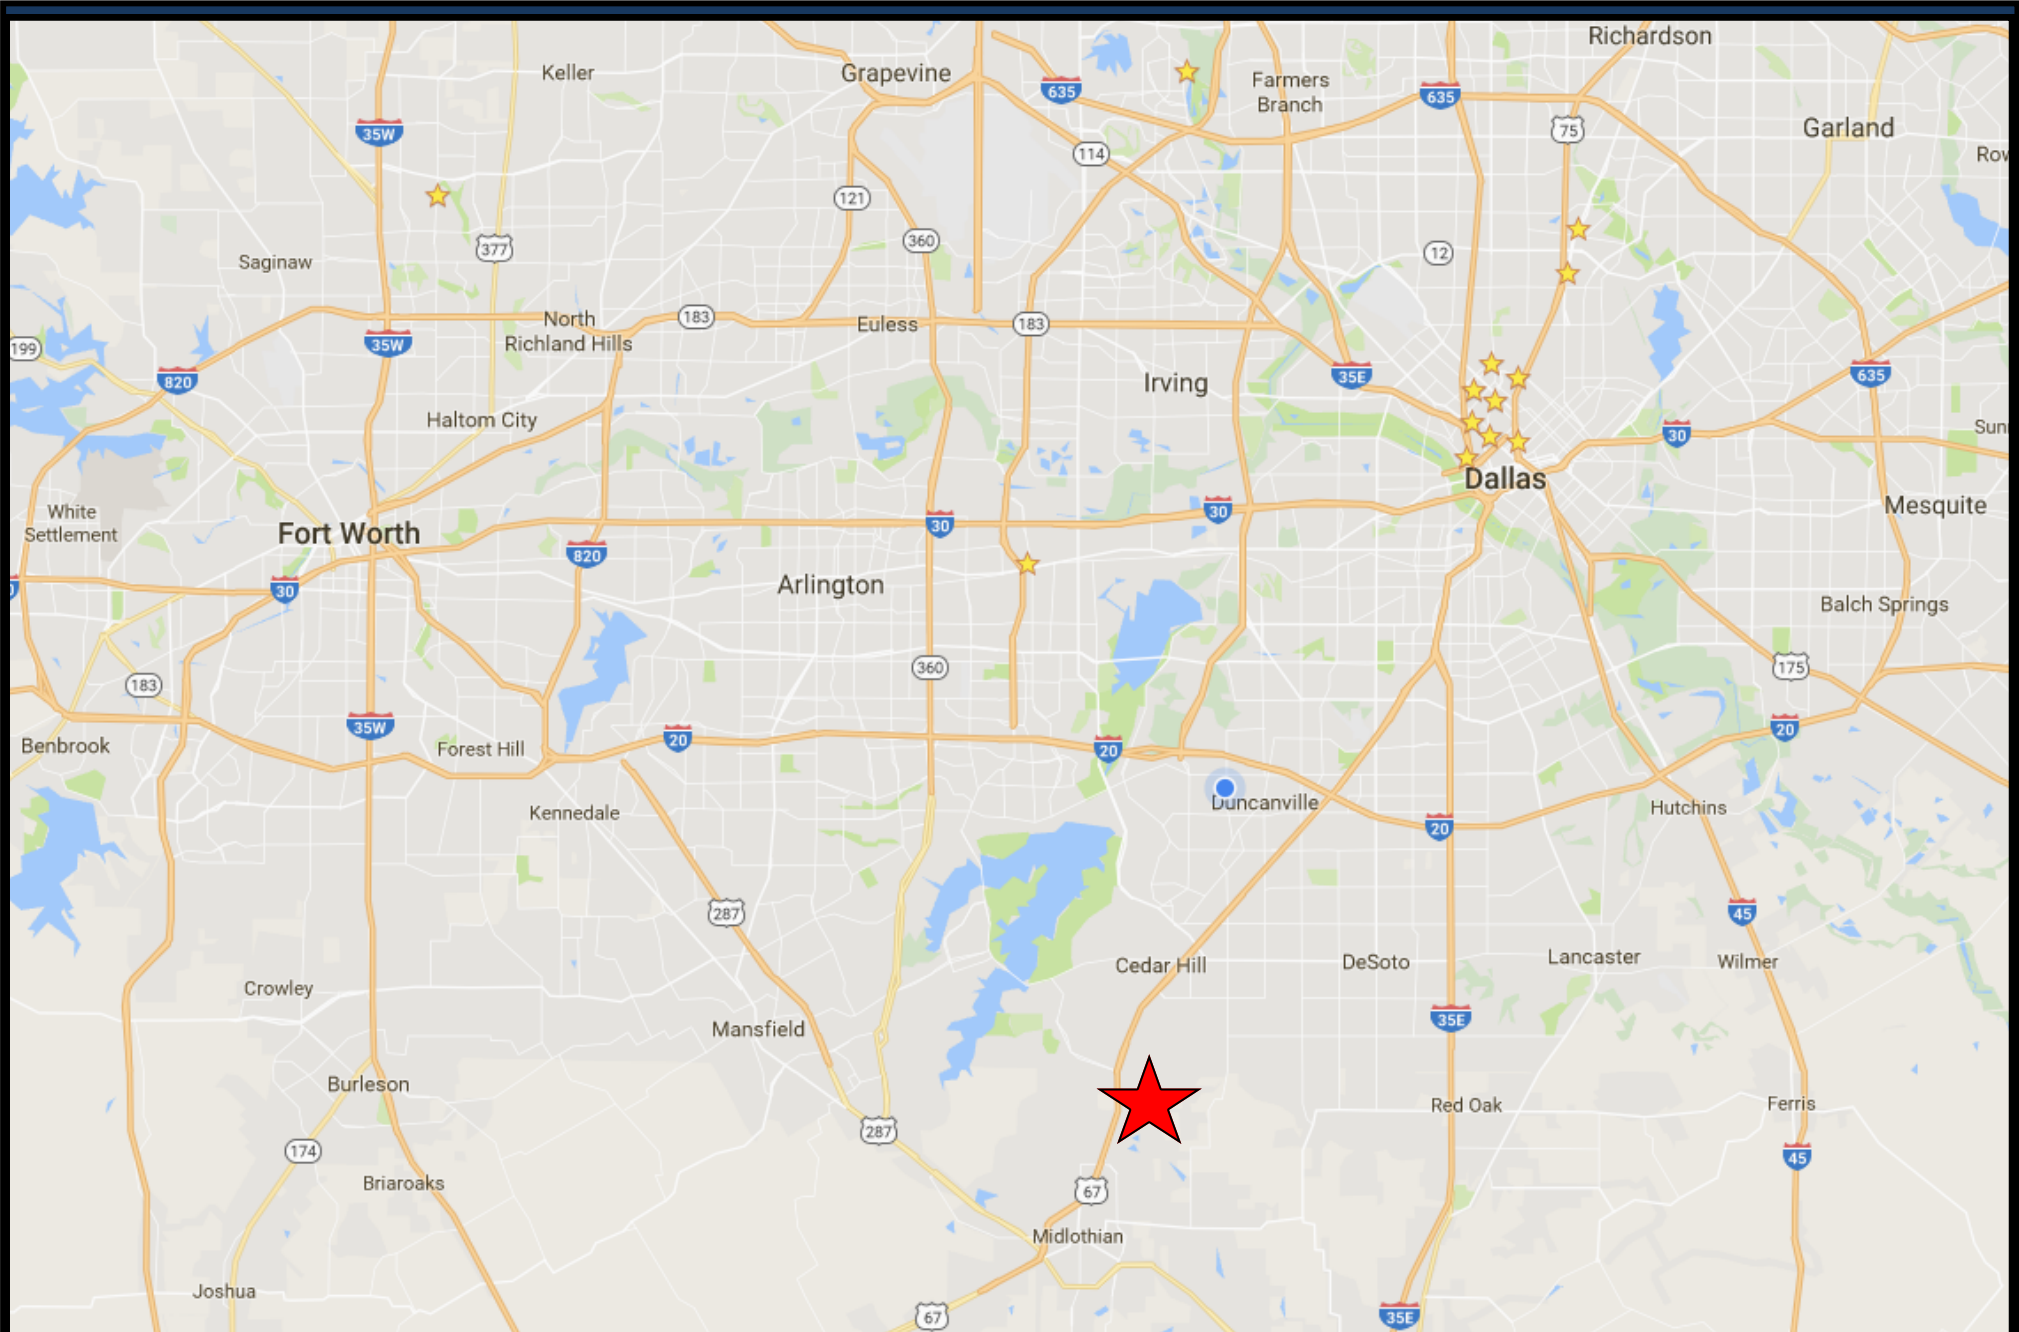 Richardson
Keller
Grapevine
Farmers
Branch
635
635
35W
75
Garland
114
Row
121
377
360
12
Saginaw
183
North
Richland Hills
Euless
183
35W
199
820
Irving
35E
635
Haltom City
30
Sun
Dallas
White
Settlement
Fort Worth
30
30
Mesquite
820
30
Arlington
Balch Springs
360
175
183
35W
20
20
20
Benbrook
Forest Hill
Duncanville
Kennedale
20
Hutchins
287
45
Cedar Hill
DeSoto
Lancaster
Wilmer
Crowley
Mansfield
35E
Burleson
Red Oak
Ferris
287
174
45
Briaroaks
67
Midlothian
Joshua
67
35E